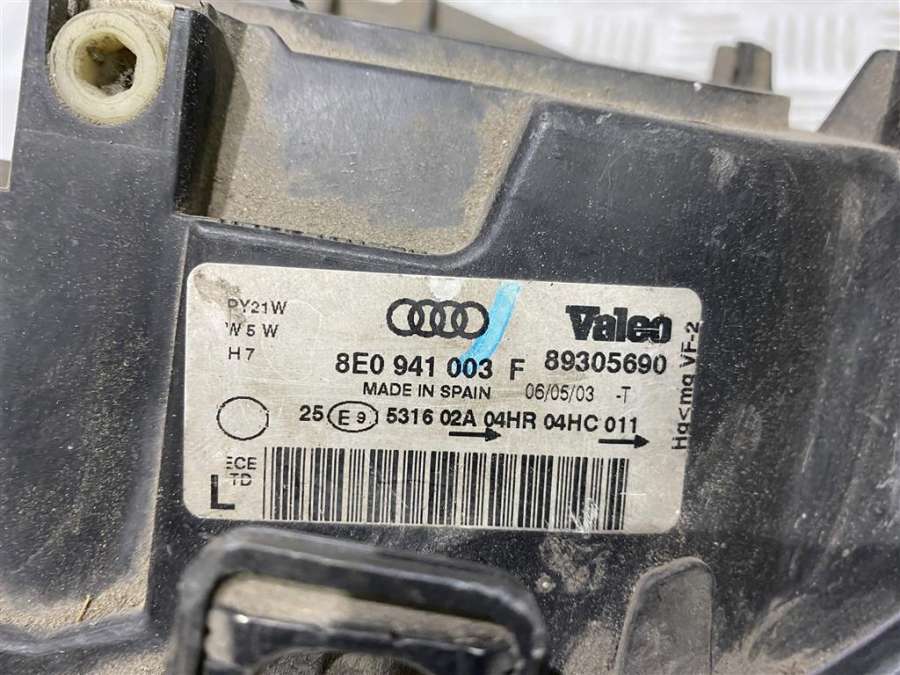 PY21W
W5W
H7
Valeo
8E0 941 003 F
89305690
MADE IN SPAIN
06/05/03 -T
25 E9 5316 02A 04HR 04HC 011
Hg<mg VF-2
ECE
LTD
L